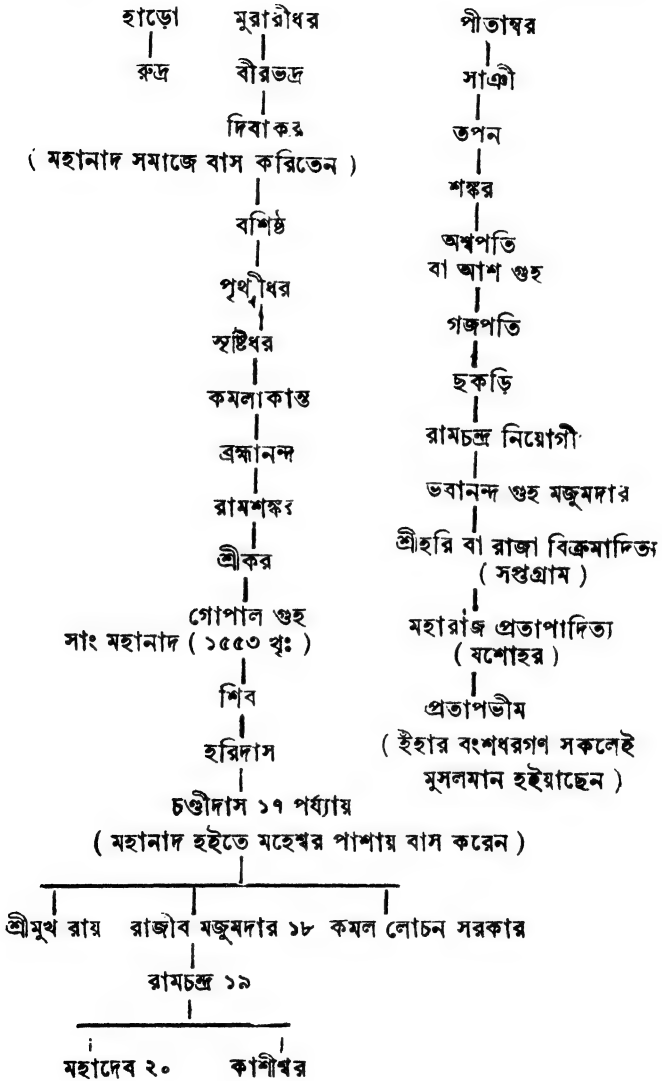 হাড়ো মুরারীধর পীতাম্বর
রুদ্র বীরভদ্র সাঞী
দিবাকর তপন
( মহানাদ সমাজে বাস করিতেন )
শঙ্কর
বশিষ্ঠ অশ্বপতি
বা আশ গুহ
পৃথ্বীধর
গজপতি
সৃষ্টিধর
ছকড়ি
কমলাকান্ত
রামচন্দ্র নিয়োগী
ব্রহ্মানন্দ
ভবানন্দ গুহ মজুমদার
রামশঙ্কর
শ্রীহরি বা রাজা বিক্রমাদিত্য
শ্রীকর ( সপ্তগ্রাম )
গোপাল গুহ মহারাজ প্রতাপাদিত্য
সাং মহানাদ ( ১৫৫৩ খৃঃ ) ( যশোহর )
শিব প্রতাপভীম
হরিদাস ( ইঁহার বংশধরগণ সকলেই
মুসলমান হইয়াছেন )
চণ্ডীদাস ১৭ পর্য্যায়
( মহানাদ হইতে মহেশ্বর পাশায় বাস করেন )
শ্রীমুখ রায় রাজীব মজুমদার ১৮ কমল লোচন সরকার
রামচন্দ্র ১৯
মহাদেব ২০ কাশীশ্বর